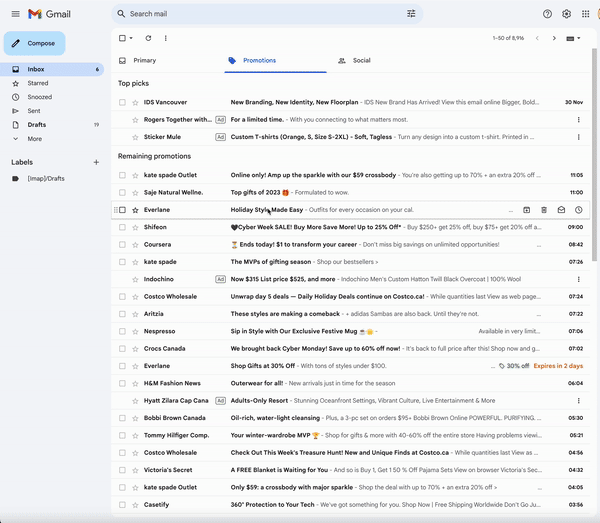 Gmail
Search mail
Compose
1–50 of 8,916
Inbox 6
Starred
Snoozed
Sent
Drafts 19
More
Labels
[Imap]/Drafts
Primary Promotions Social
Top picks
IDS Vancouver New Branding, New Identity, New Floorplan - IDS New Brand Has Arrived! View this email online Bigger, Bold... 30 Nov
Rogers Together with... Ad For a limited time. - With you connecting to what matters most.
Sticker Mule Ad Custom T-shirts (Orange, S, Size S-2XL) - Soft, Tagless - Turn any design into a custom t-shirt. Printed in ...
Remaining promotions
kate spade Outlet Online only! Amp up the sparkle with our $59 crossbody - You're also getting up to 70% + an extra 20% off ... 11:05
Saje Natural Wellne. Top gifts of 2023 🎁 - Formulated to wow. 11:00
Everlane Holiday Style Made Easy - Outfits for every occasion on your cal. ...
Shifeon 🖤Cyber Week SALE! Buy More Save More! Up to 25% Off* - Buy $250+ get 25% off, buy $75+ get 20% off a... 09:00
Coursera ⏳ Ends today! $1 to transform your career - Don't miss big savings on unlimited opportunities! ... 08:42
kate spade The MVPs of gifting season - Shop our bestsellers > 07:26
Indochino Ad Now $315 List price $525, and more - Indochino Men's Custom Hatton Twill Black Overcoat | 100% Wool
Costco Wholesale Unwrap day 5 deals — Daily Holiday Deals continue on Costco.ca! - While quantities last View as web page... 07:24
Aritzia These styles are making a comeback - + adidas Sambas are also back. Until they're not. 07:22
Nespresso Sip in Style with Our Exclusive Festive Mug ☕🌟 - Available in very limit... 07:06
Crocs Canada We brought back Cyber Monday! Save up to 60% off now! - It's back to full price after this! Shop now and g... 07:02
Everlane Shop Gifts at 30% Off - With tons of styles under $100. ... 30% off Expires in 2 days
H&M Fashion News Outerwear for all! - New arrivals just in time for the season 06:04
Hyatt Zilara Cap Cana Ad Adults-Only Resort - Stunning Oceanfront Settings, Vibrant Culture, Live Entertainment & More
Bobbi Brown Canada Oil-rich, water-light cleansing - Plus, a 3-pc set on orders $95+ Bobbi Brown Online POWERFUL. PURIFYING. ... 05:30
Tommy Hilfiger Comp. Your winter-wardrobe MVP 🏆 - Shop for gifts & more with 40-60% off the entire store Having problems viewi... 05:21
Costco Wholesale Check Out This Week's Treasure Hunt! New and Unique Finds at Costco.ca - While quantities last View as ... 04:56
Victoria's Secret A FREE Blanket is Waiting for You - And so is Buy 1, Get 1 50 % Off Pajama Sets View on browser Victoria's Sec... 04:32
kate spade Outlet Only $59: a crossbody with major sparkle - Shop the deal with up to 70% + an extra 20% off > ... 04:05
Casetify 360° Protection to Your Tech - We've got something for you. Shop Now | Free Shipping Worldwide Don't Go Ju... 03:56